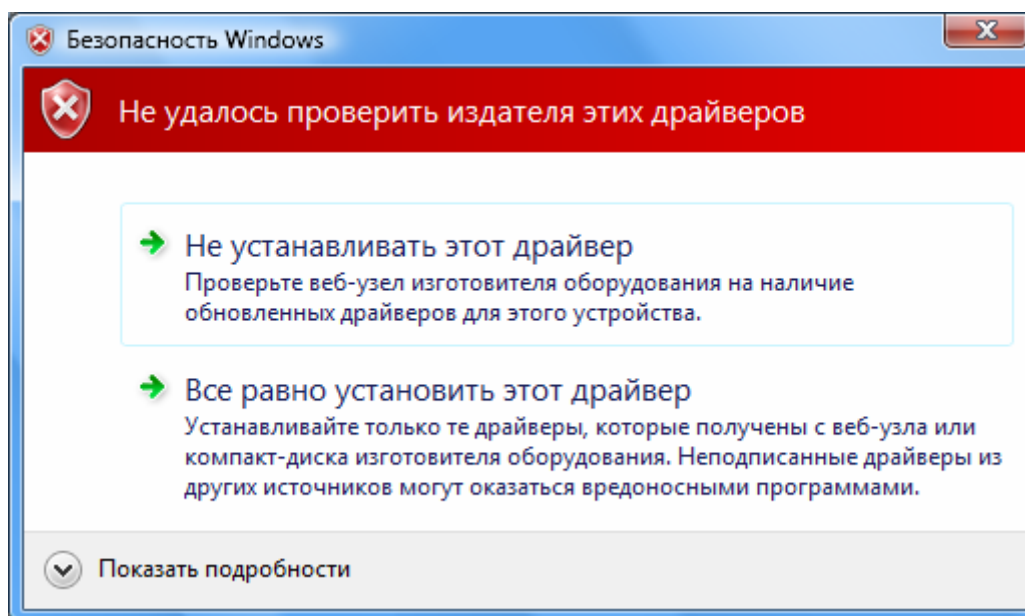 Безопасность Windows
Не удалось проверить издателя этих драйверов
Не устанавливать этот драйвер
Проверьте веб-узел изготовителя оборудования на наличие
обновленных драйверов для этого устройства.
Все равно установить этот драйвер
Устанавливайте только те драйверы, которые получены с веб-узла или
компакт-диска изготовителя оборудования. Неподписанные драйверы из
других источников могут оказаться вредоносными программами.
Показать подробности